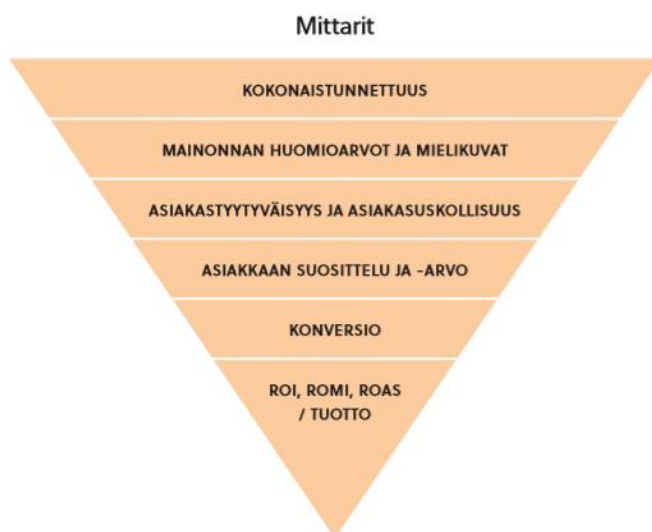 Mittarit
KOKONAISTUNNETTUUS
MAINONNAN HUOMIOARVOT JA MIELIKUVAT
ASIAKASTYYTYVÄISYYS JA ASIAKASUSKOLLISUUS
ASIAKKAAN SUOSITTELU JA -ARVO
KONVERSIO
ROI, ROMI, ROAS
/ TUOTTO